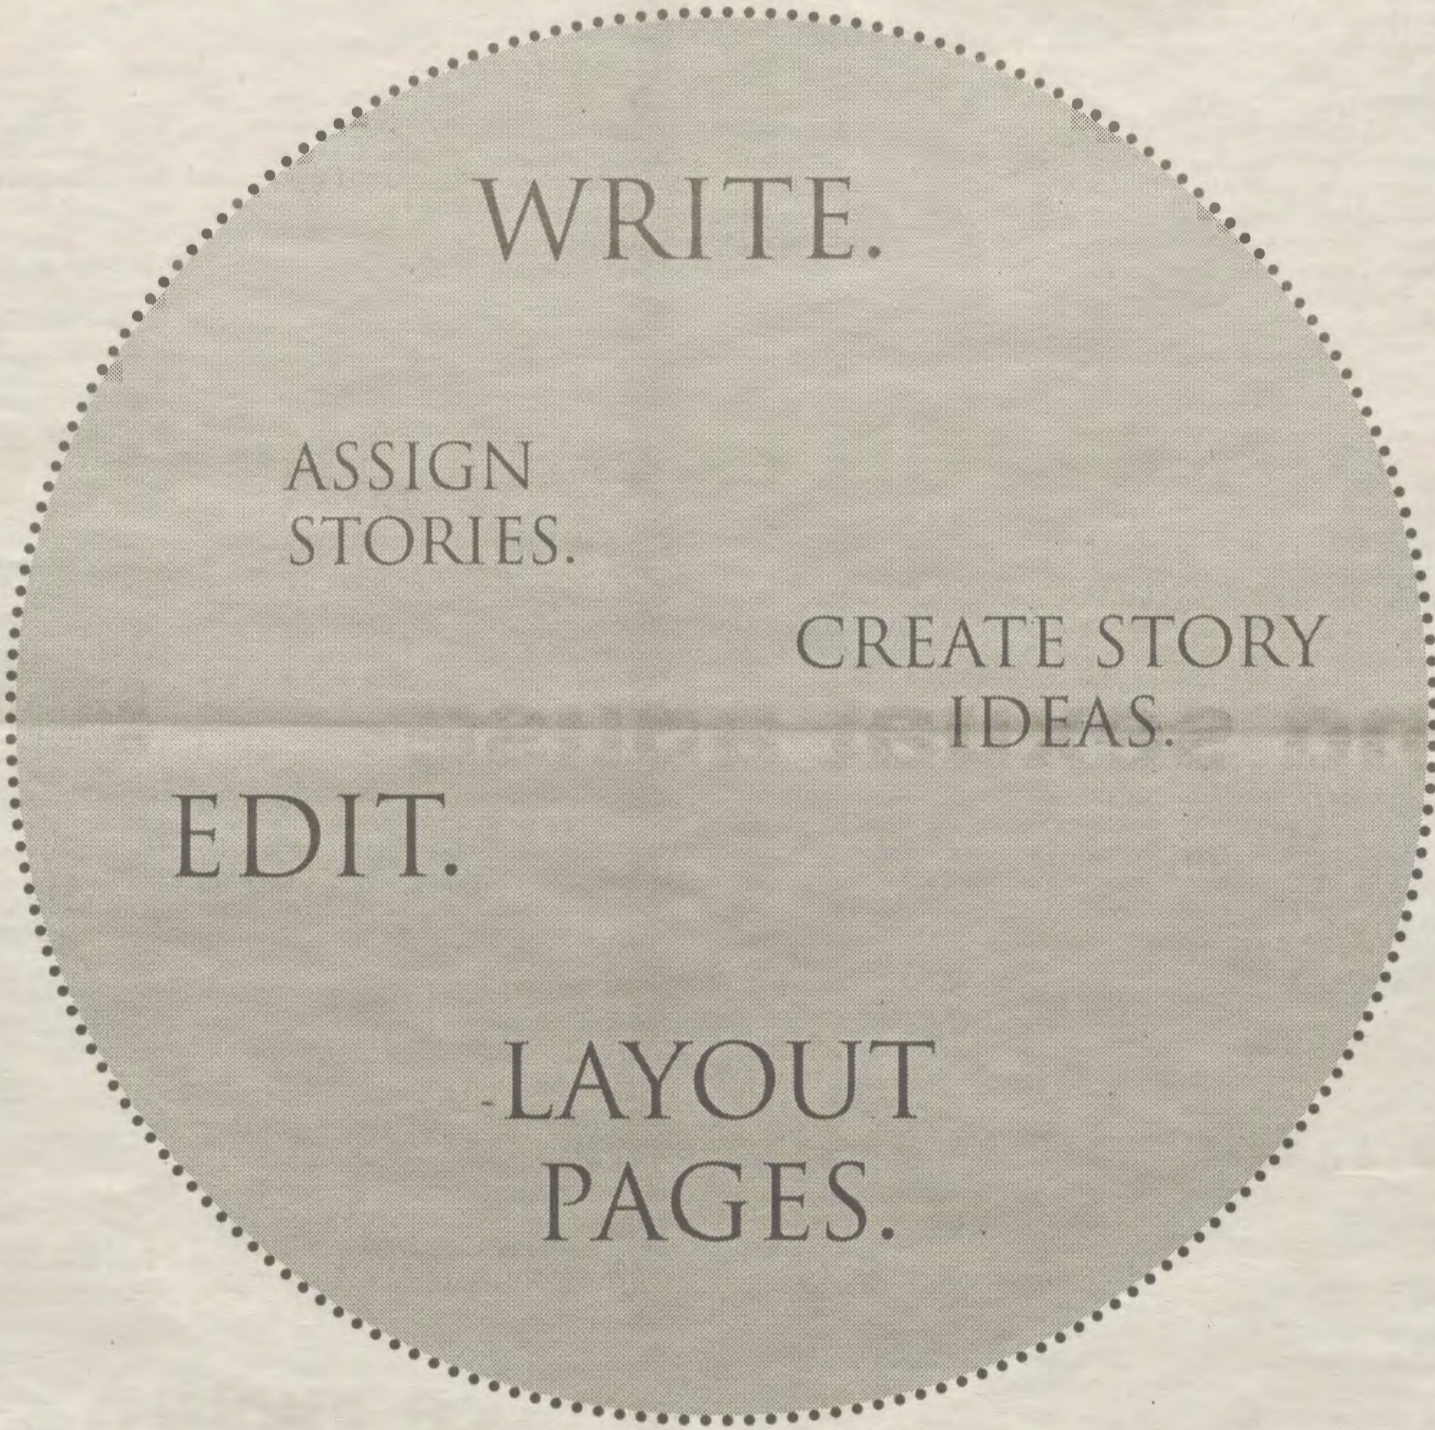 WRITE.
ASSIGN
STORIES.
CREATE STORY
IDEAS.
EDIT.
LAYOUT
PAGES.